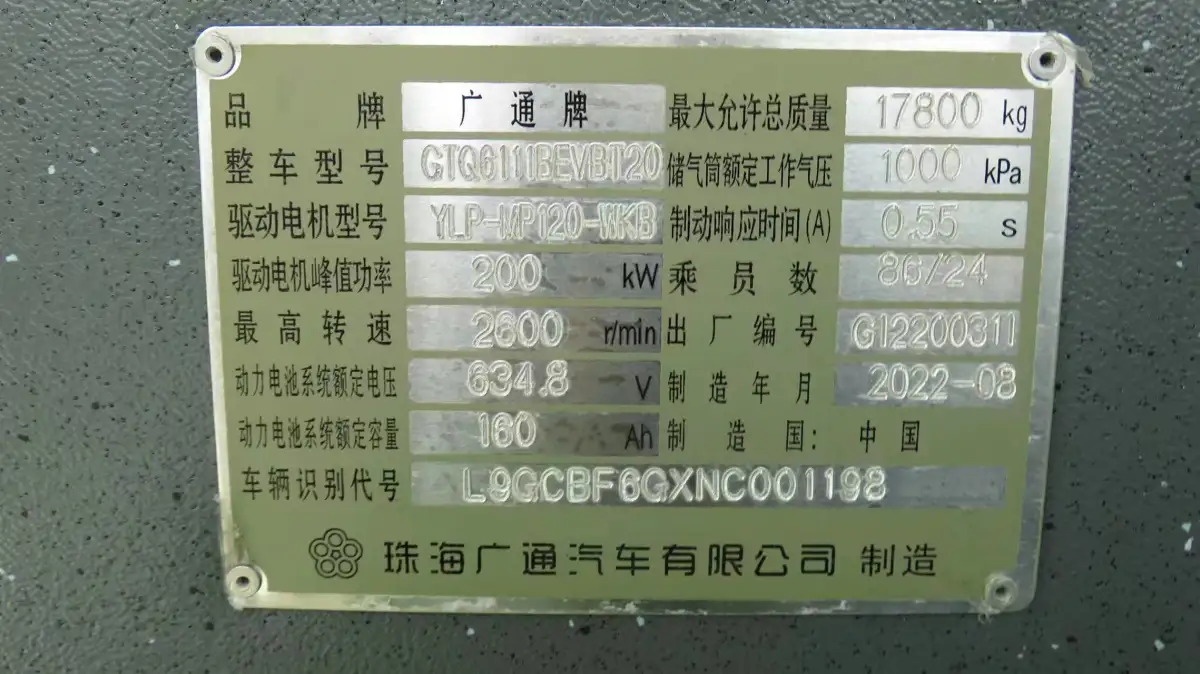 品牌 广通牌 最大允许总质量 17800 kg
整车型号 GTQ6111BEVBT20 储气筒额定工作气压 1000 kPa
驱动电机型号 YLP-MP120-WKB 制动响应时间(A) 0.55 s
驱动电机峰值功率 200 kW 乘员数 86/24
最高转速 2600 r/min 出厂编号 G12200311
动力电池系统额定电压 634.8 V 制造年月 2022-08
动力电池系统额定容量 160 Ah 制造国: 中国
车辆识别代号 L9GCBF6GXNC001198
珠海广通汽车有限公司 制造